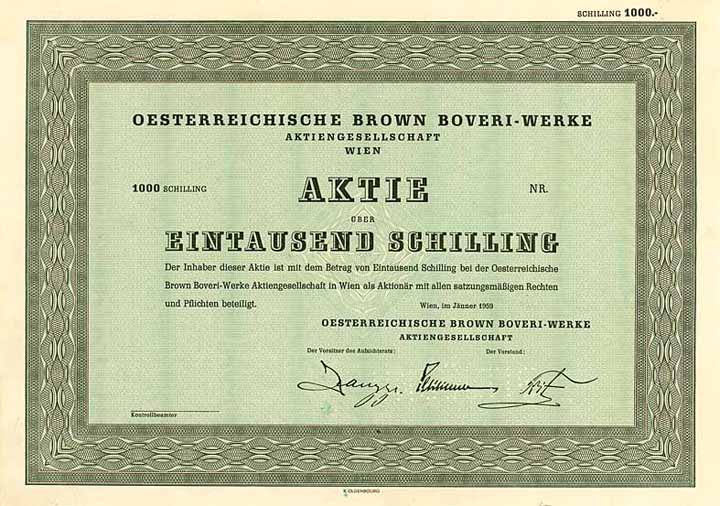 SCHILLING 1000.-
OESTERREICHISCHE BROWN BOVERI-WERKE
AKTIENGESELLSCHAFT
WIEN
1000 SCHILLING AKTIE NR.
ÜBER
EINTAUSEND SCHILLING
Der Inhaber dieser Aktie ist mit dem Betrag von Eintausend Schilling bei der Oesterreichische
Brown Boveri-Werke Aktiengesellschaft in Wien als Aktionär mit allen satzungsmäßigen Rechten
und Pflichten beteiligt. Wien, im Jänner 1959
OESTERREICHISCHE BROWN BOVERI-WERKE
AKTIENGESELLSCHAFT
Der Vorsitzer des Aufsichtsrats: Der Vorstand:
Kontrollbeamter
R. OLDENBOURG